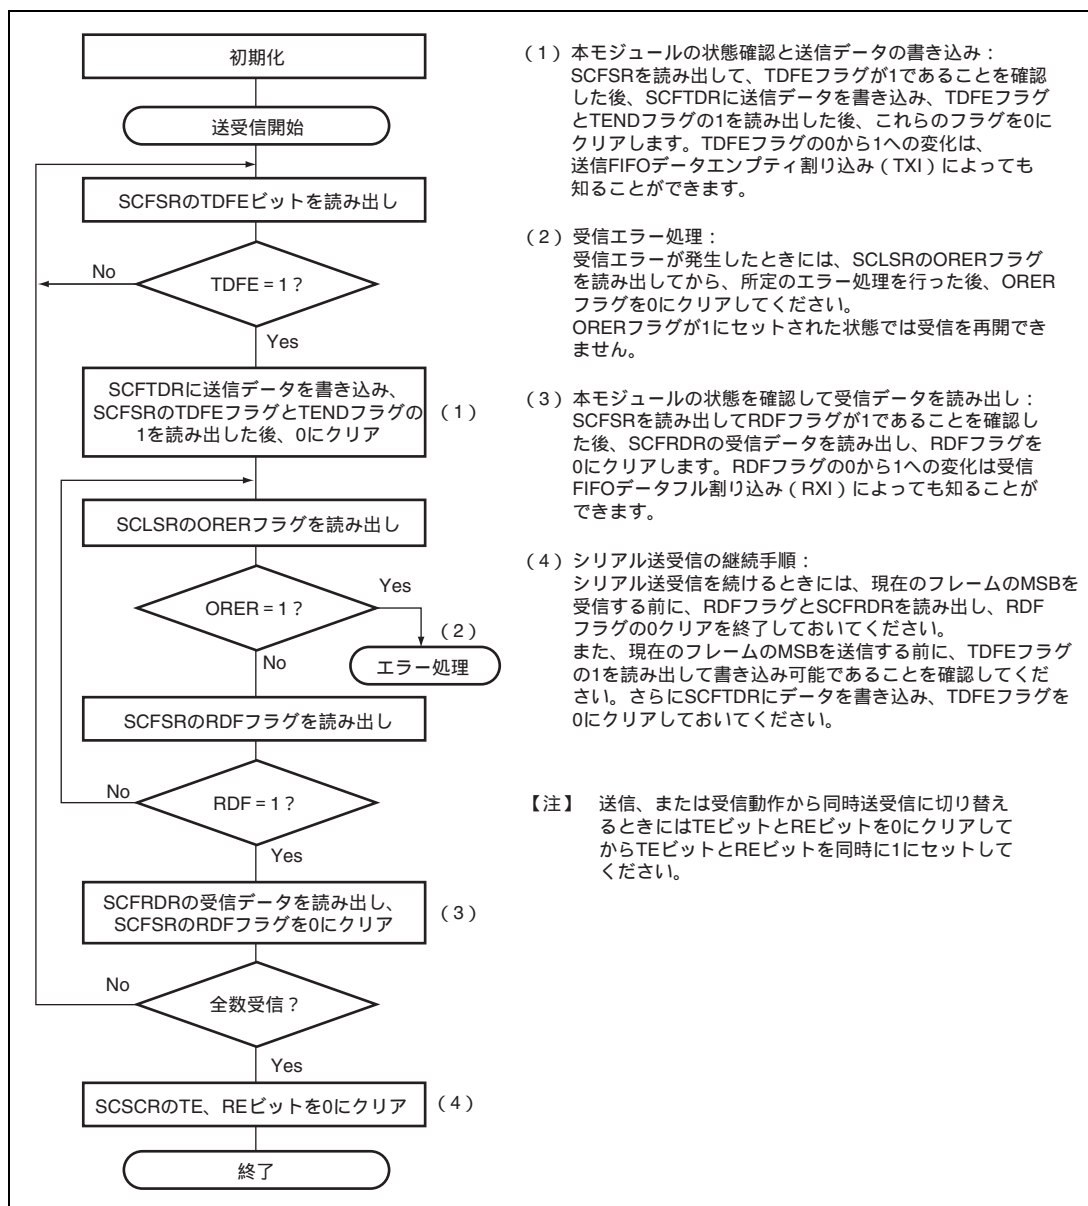 初期化
送受信開始
SCFSRのTDFEビットを読み出し
No
TDFE = 1？
Yes
SCFTDRに送信データを書き込み、
SCFSRのTDFEフラグとTENDフラグの
1を読み出した後、0にクリア
（1）
SCLSRのORERフラグを読み出し
Yes
ORER = 1？
（2）
No
エラー処理
SCFSRのRDFフラグを読み出し
No
RDF = 1？
Yes
SCFRDRの受信データを読み出し、
SCFSRのRDFフラグを0にクリア
（3）
No
全数受信？
Yes
SCSCRのTE、REビットを0にクリア
（4）
終了
（1）本モジュールの状態確認と送信データの書き込み：
SCFSRを読み出して、TDFEフラグが1であることを確認
した後、SCFTDRに送信データを書き込み、TDFEフラグ
とTENDフラグの1を読み出した後、これらのフラグを0に
クリアします。TDFEフラグの0から1への変化は、
送信FIFOデータエンプティ割り込み（TXI）によっても
知ることができます。
（2）受信エラー処理：
受信エラーが発生したときには、SCLSRのORERフラグ
を読み出してから、所定のエラー処理を行った後、ORER
フラグを0にクリアしてください。
ORERフラグが1にセットされた状態では受信を再開でき
ません。
（3）本モジュールの状態を確認して受信データを読み出し：
SCFSRを読み出してRDFフラグが1であることを確認し
た後、SCFRDRの受信データを読み出し、RDFフラグを
0にクリアします。RDFフラグの0から1への変化は受信
FIFOデータフル割り込み（RXI）によっても知ることが
できます。
（4）シリアル送受信の継続手順：
シリアル送受信を続けるときには、現在のフレームのMSBを
受信する前に、RDFフラグとSCFRDRを読み出し、RDF
フラグの0クリアを終了しておいてください。
また、現在のフレームのMSBを送信する前に、TDFEフラグ
の1を読み出して書き込み可能であることを確認してくだ
さい。さらにSCFTDRにデータを書き込み、TDFEフラグを
0にクリアしておいてください。
【注】 送信、または受信動作から同時送受信に切り替え
るときにはTEビットとREビットを0にクリアして
からTEビットとREビットを同時に1にセットして
ください。